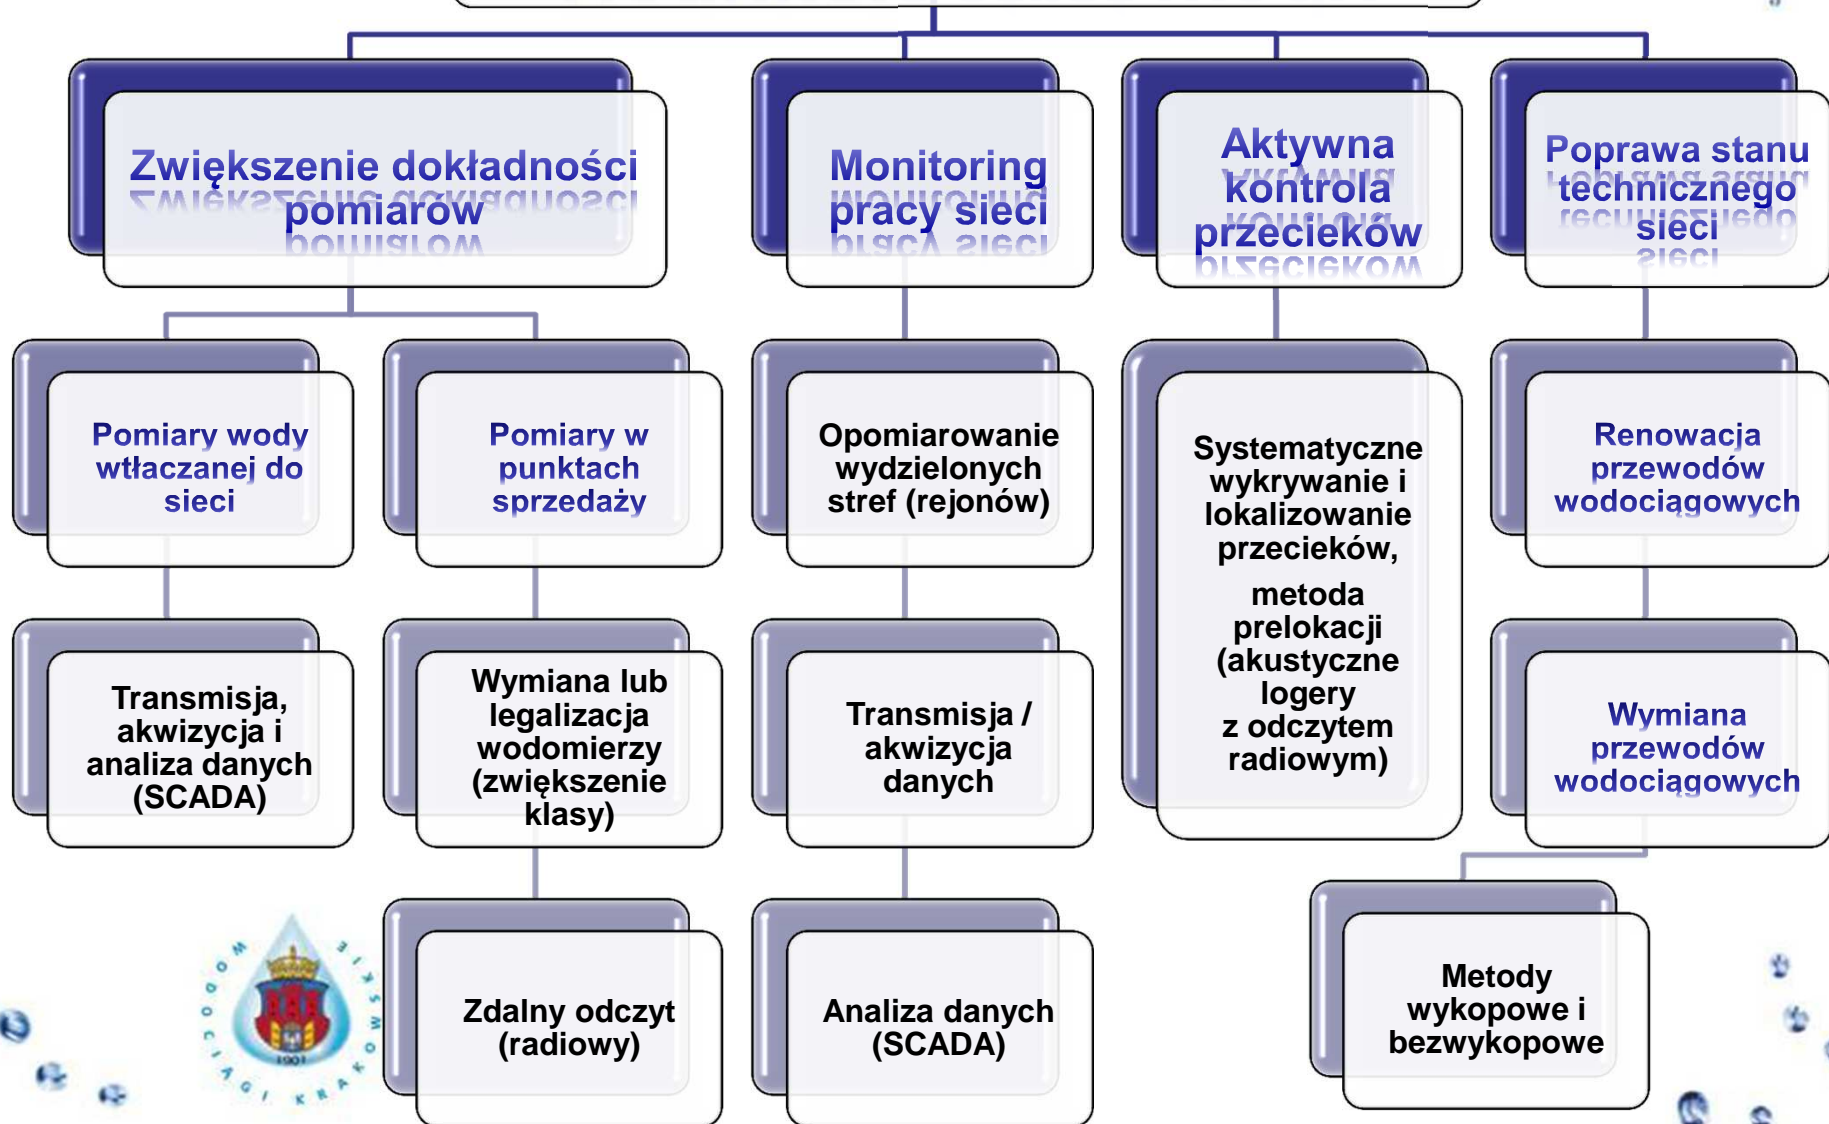 Zwiększenie dokładności
pomiarów
Monitoring
pracy sieci
Aktywna
kontrola
przecieków
Poprawa stanu
technicznego
sieci
Pomiary wody
wtłaczanej do
sieci
Pomiary w
punktach
sprzedaży
Opomiarowanie
wydzielonych
stref (rejonów)
Systematyczne
wykrywanie i
lokalizowanie
przecieków,
metoda
prelokacji
(akustyczne
logery
z odczytem
radiowym)
Renowacja
przewodów
wodociągowych
Transmisja,
akwizycja i
analiza danych
(SCADA)
Wymiana lub
legalizacja
wodomierzy
(zwiększenie
klasy)
Transmisja /
akwizycja
danych
Wymiana
przewodów
wodociągowych
Zdalny odczyt
(radiowy)
Analiza danych
(SCADA)
Metody
wykopowe i
bezwykopowe
WODOCIĄGI KRAKOWSKIE
1901